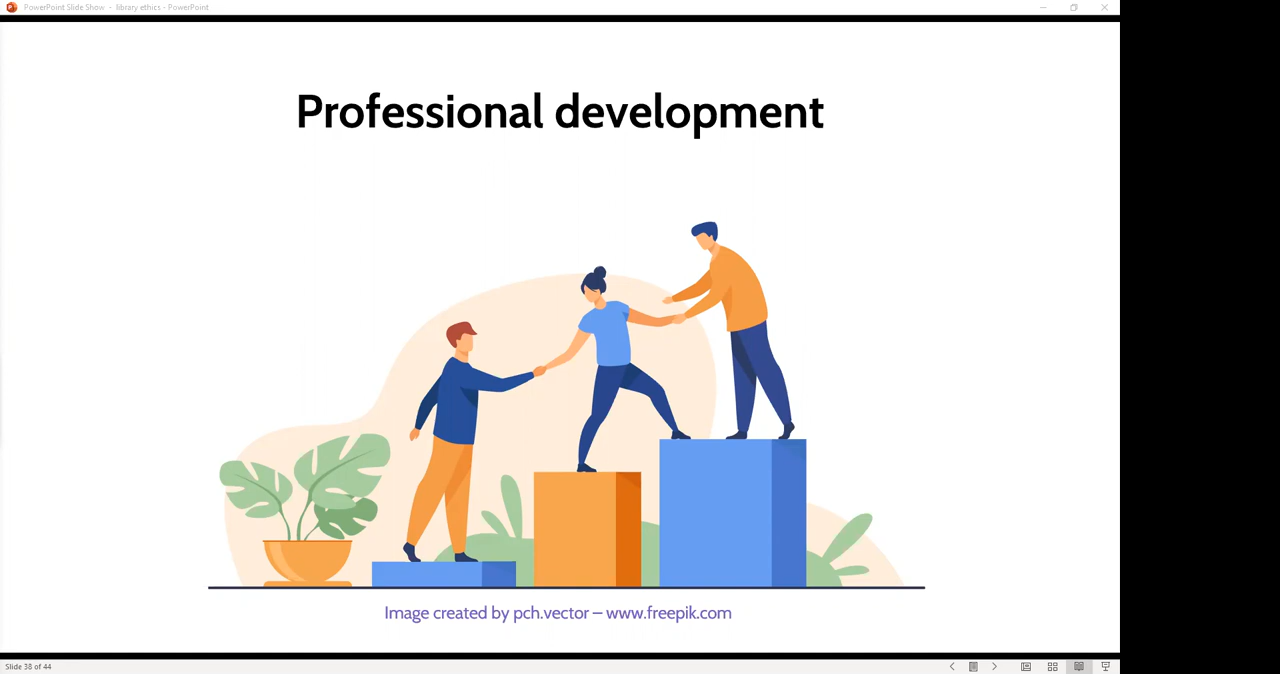 PowerPoint Slide Show - library ethics - PowerPoint
Professional development
Image created by pch.vector – www.freepik.com
Slide 38 of 44